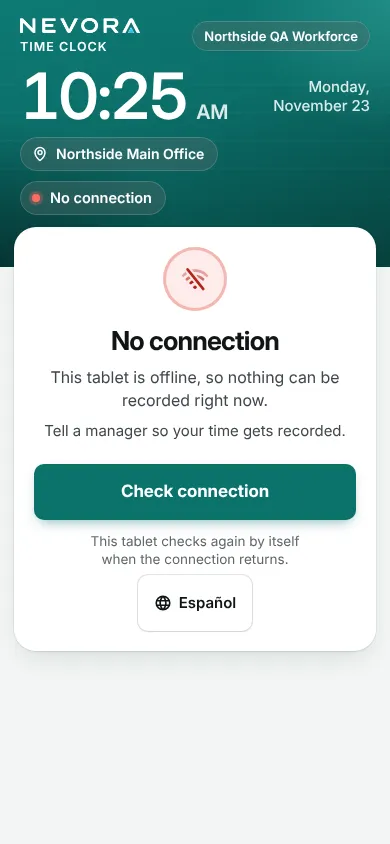 NEVORA
TIME CLOCK
Northside QA Workforce
10:25 AM
Monday,
November 23
Northside Main Office
No connection
No connection
This tablet is offline, so nothing can be
recorded right now.
Tell a manager so your time gets recorded.
Check connection
This tablet checks again by itself
when the connection returns.
Español